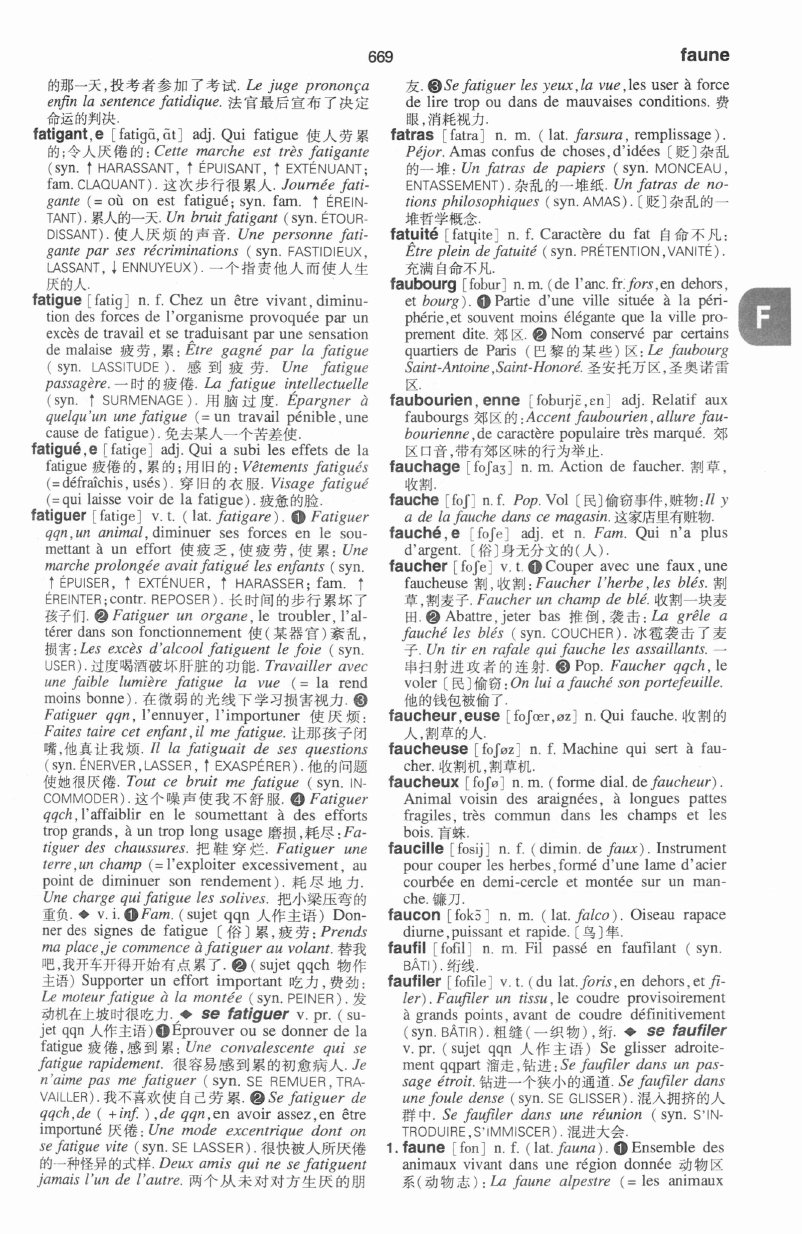 669
faune
的那一天,投考者参加了考试. Le juge prononça
enfin la sentence fatidique. 法官最后宣布了决定
命运的判决.
fatigant,e [fatigɑ̃, ɑ̃t] adj. Qui fatigue 使人劳累
的;令人厌倦的: Cette marche est très fatigante
(syn. ↑ HARASSANT, ↑ ÉPUISANT, ↑ EXTÉNUANT;
fam. CLAQUANT). 这次步行很累人. Journée fati-
gante (= où on est fatigué; syn. fam. ↑ ÉREIN-
TANT). 累人的一天. Un bruit fatigant (syn. ÉTOUR-
DISSANT). 使人厌烦的声音. Une personne fati-
gante par ses récriminations (syn. FASTIDIEUX,
LASSANT, ↓ ENNUYEUX). 一个指责他人而使人生
厌的人.
fatigue [fatig] n. f. Chez un être vivant, diminu-
tion des forces de l'organisme provoquée par un
excès de travail et se traduisant par une sensation
de malaise 疲劳, 累: Être gagné par la fatigue
(syn. LASSITUDE). 感到疲劳. Une fatigue
passagère. 一时的疲倦. La fatigue intellectuelle
(syn. ↑ SURMENAGE). 用脑过度. Épargner à
quelqu'un une fatigue (= un travail pénible, une
cause de fatigue). 免去某人一个苦差使.
fatigué,e [fatige] adj. Qui a subi les effets de la
fatigue 疲倦的, 累的; 用旧的: Vêtements fatigués
(= défraîchis, usés). 穿旧的衣服. Visage fatigué
(= qui laisse voir de la fatigue). 疲惫的脸.
fatiguer [fatige] v. t. (lat. fatigare). ❶ Fatiguer
qqn, un animal, diminuer ses forces en le sou-
mettant à un effort 使疲乏, 使疲劳, 使累: Une
marche prolongée avait fatigué les enfants (syn.
↑ ÉPUISER, ↑ EXTÉNUER, ↑ HARASSER; fam. ↑
ÉREINTER; contr. REPOSER). 长时间的步行累坏了
孩子们. ❷ Fatiguer un organe, le troubler, l'al-
térer dans son fonctionnement 使(某器官)紊乱,
损害: Les excès d'alcool fatiguent le foie (syn.
USER). 过度喝酒破坏肝脏的功能. Travailler avec
une faible lumière fatigue la vue (= la rend
moins bonne). 在微弱的光线下学习损害视力. ❸
Fatiguer qqn, l'ennuyer, l'importuner 使厌烦:
Faites taire cet enfant, il me fatigue. 让那孩子闭
嘴,他真让我烦. Il la fatiguait de ses questions
(syn. ÉNERVER, LASSER, ↑ EXASPÉRER). 他的问题
使她很厌倦. Tout ce bruit me fatigue (syn. IN-
COMMODER). 这个噪声使我不舒服. ❹ Fatiguer
qqch, l'affaiblir en le soumettant à des efforts
trop grands, à un trop long usage 磨损,耗尽: Fa-
tiguer des chaussures. 把鞋穿烂. Fatiguer une
terre, un champ (= l'exploiter excessivement, au
point de diminuer son rendement). 耗尽地力.
Une charge qui fatigue les solives. 把小梁压弯的
重负. ◆ v. i. ❶ Fam. (sujet qqn 人作主语) Don-
ner des signes de fatigue 〔俗〕累,疲劳: Prends
ma place, je commence à fatiguer au volant. 替我
吧,我开车开得开始有点累了. ❷ (sujet qqch 物作
主语) Supporter un effort important 吃力, 费劲:
Le moteur fatigue à la montée (syn. PEINER). 发
动机在上坡时很吃力. ◆ se fatiguer v. pr. (su-
jet qqn 人作主语) ❶ Éprouver ou se donner de la
fatigue 疲倦, 感到累: Une convalescente qui se
fatigue rapidement. 很容易感到累的初愈病人. Je
n'aime pas me fatiguer (syn. SE REMUER, TRA-
VAILLER). 我不喜欢使自己劳累. ❷ Se fatiguer de
qqch, de (+ inf.), de qqn, en avoir assez, en être
importuné 厌倦: Une mode excentrique dont on
se fatigue vite (syn. SE LASSER). 很快被人所厌倦
的一种怪异的式样. Deux amis qui ne se fatiguent
jamais l'un de l'autre. 两个从未对对方生厌的朋
友. ❸ Se fatiguer les yeux, la vue, les user à force
de lire trop ou dans de mauvaises conditions. 费
眼,消耗视力.
fatras [fatra] n. m. (lat. farsura, remplissage).
Péjor. Amas confus de choses, d'idées 〔贬〕杂乱
的一堆: Un fatras de papiers (syn. MONCEAU,
ENTASSEMENT). 杂乱的一堆纸. Un fatras de no-
tions philosophiques (syn. AMAS). 〔贬〕杂乱的一
堆哲学概念.
fatuité [fatɥite] n. f. Caractère du fat 自命不凡:
Être plein de fatuité (syn. PRÉTENTION, VANITÉ).
充满自命不凡.
faubourg [fobur] n. m. (de l'anc. fr. fors, en dehors,
et bourg). ❶ Partie d'une ville située à la péri-
phérie, et souvent moins élégante que la ville pro-
prement dite. 郊区. ❷ Nom conservé par certains
quartiers de Paris (巴黎的某些)区: Le faubourg
Saint-Antoine, Saint-Honoré. 圣安托万区,圣奥诺雷
区.
faubourien, enne [foburjɛ̃, ɛn] adj. Relatif aux
faubourgs 郊区的: Accent faubourien, allure fau-
bourienne, de caractère populaire très marqué. 郊
区口音,带有郊区味的行为举止.
fauchage [foʃaʒ] n. m. Action de faucher. 割草,
收割.
fauche [foʃ] n. f. Pop. Vol 〔民〕偷窃事件,赃物: Il y
a de la fauche dans ce magasin. 这家店里有赃物.
fauché,e [foʃe] adj. et n. Fam. Qui n'a plus
d'argent. 〔俗〕身无分文的(人).
faucher [foʃe] v. t. ❶ Couper avec une faux, une
faucheuse 割, 收割: Faucher l'herbe, les blés. 割
草,割麦子. Faucher un champ de blé. 收割一块麦
田. ❷ Abattre, jeter bas 推倒, 袭击: La grêle a
fauché les blés (syn. COUCHER). 冰雹袭击了麦
子. Un tir en rafale qui fauche les assaillants. 一
串扫射进攻者的连射. ❸ Pop. Faucher qqch, le
voler 〔民〕偷窃: On lui a fauché son portefeuille.
他的钱包被偷了.
faucheur,euse [foʃœr, øz] n. Qui fauche. 收割的
人,割草的人.
faucheuse [foʃøz] n. f. Machine qui sert à fau-
cher. 收割机,割草机.
faucheux [foʃø] n. m. (forme dial. de faucheur).
Animal voisin des araignées, à longues pattes
fragiles, très commun dans les champs et les
bois. 盲蛛.
faucille [fosij] n. f. (dimin. de faux). Instrument
pour couper les herbes, formé d'une lame d'acier
courbée en demi-cercle et montée sur un man-
che. 镰刀.
faucon [fokɔ̃] n. m. (lat. falco). Oiseau rapace
diurne, puissant et rapide. 〔鸟〕隼.
faufil [fofil] n. m. Fil passé en faufilant (syn.
BÂTI). 绗线.
faufiler [fofile] v. t. (du lat. foris, en dehors, et fi-
ler). Faufiler un tissu, le coudre provisoirement
à grands points, avant de coudre définitivement
(syn. BÂTIR). 粗缝(一织物), 绗. ◆ se faufiler
v. pr. (sujet qqn 人作主语) Se glisser adroite-
ment qqpart 溜走,钻进: Se faufiler dans un pas-
sage étroit. 钻进一个狭小的通道. Se faufiler dans
une foule dense (syn. SE GLISSER). 混入拥挤的人
群中. Se faufiler dans une réunion (syn. S'IN-
TRODUIRE, S'IMMISCER). 混进大会.
1. faune [fon] n. f. (lat. fauna). ❶ Ensemble des
animaux vivant dans une région donnée 动物区
系(动物志): La faune alpestre (= les animaux
F